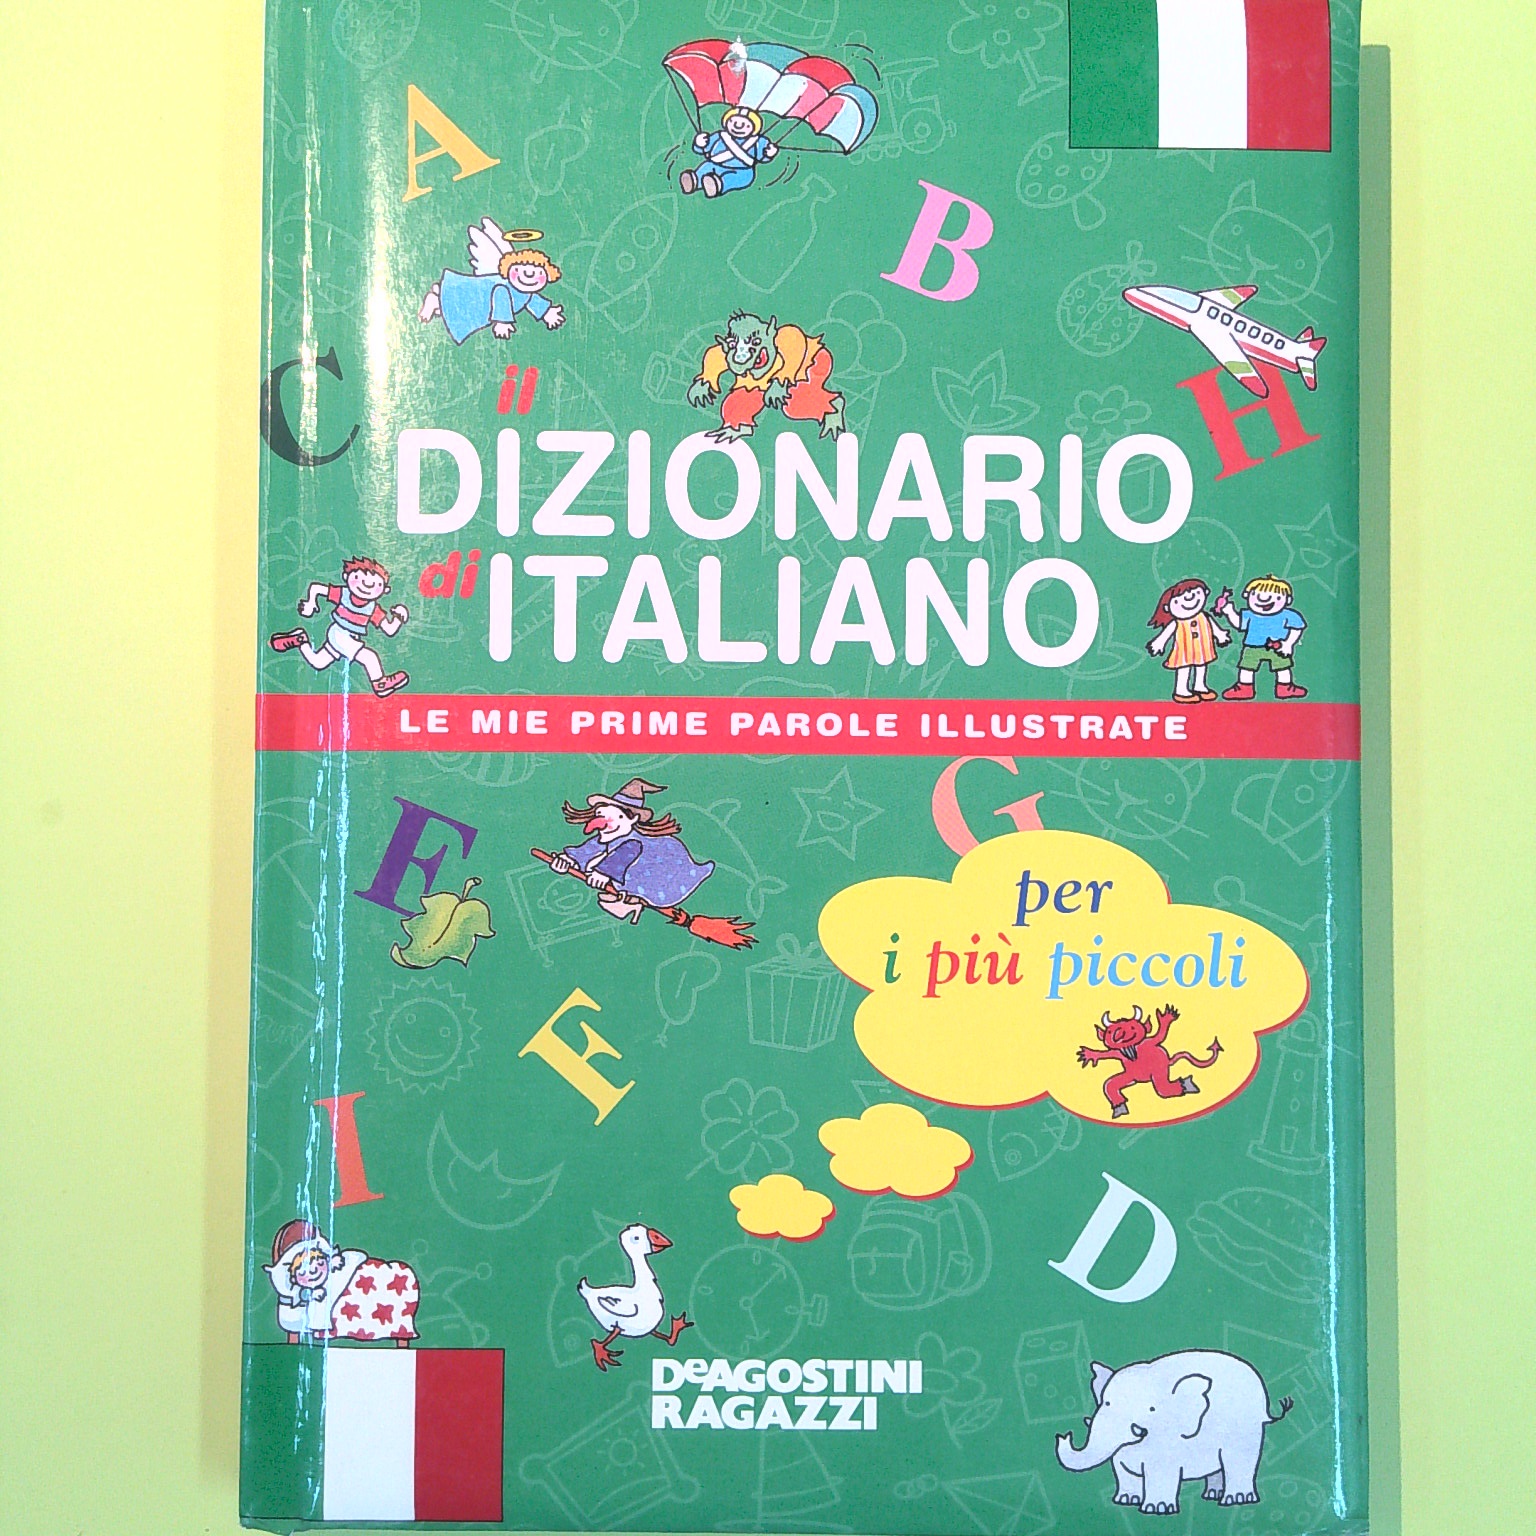 A
B
C
H
il
DIZIONARIO
di ITALIANO
LE MIE PRIME PAROLE ILLUSTRATE
G
E
per
i più piccoli
F
I
D
DeAGOSTINI
RAGAZZI